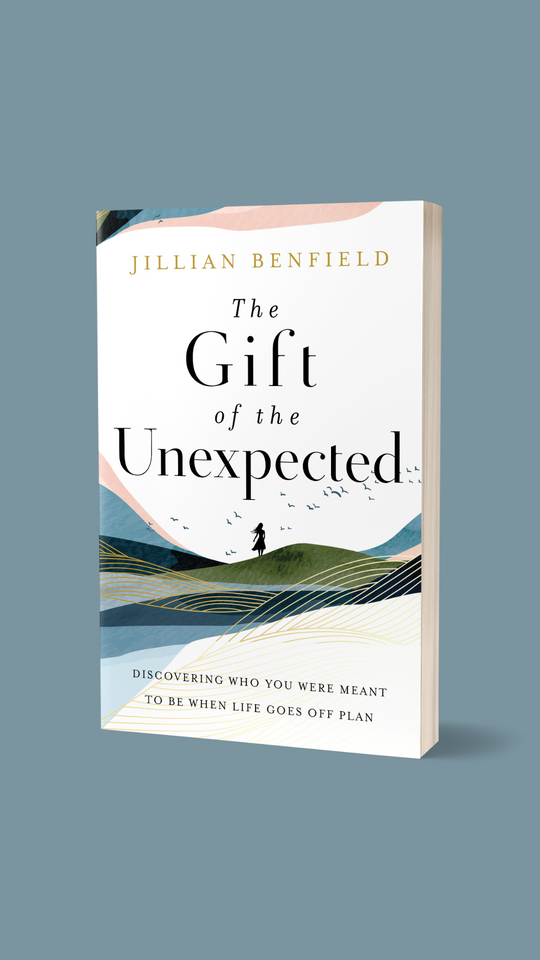 JILLIAN BENFIELD
The
Gift
of the
Unexpected
DISCOVERING WHO YOU WERE MEANT
TO BE WHEN LIFE GOES OFF PLAN